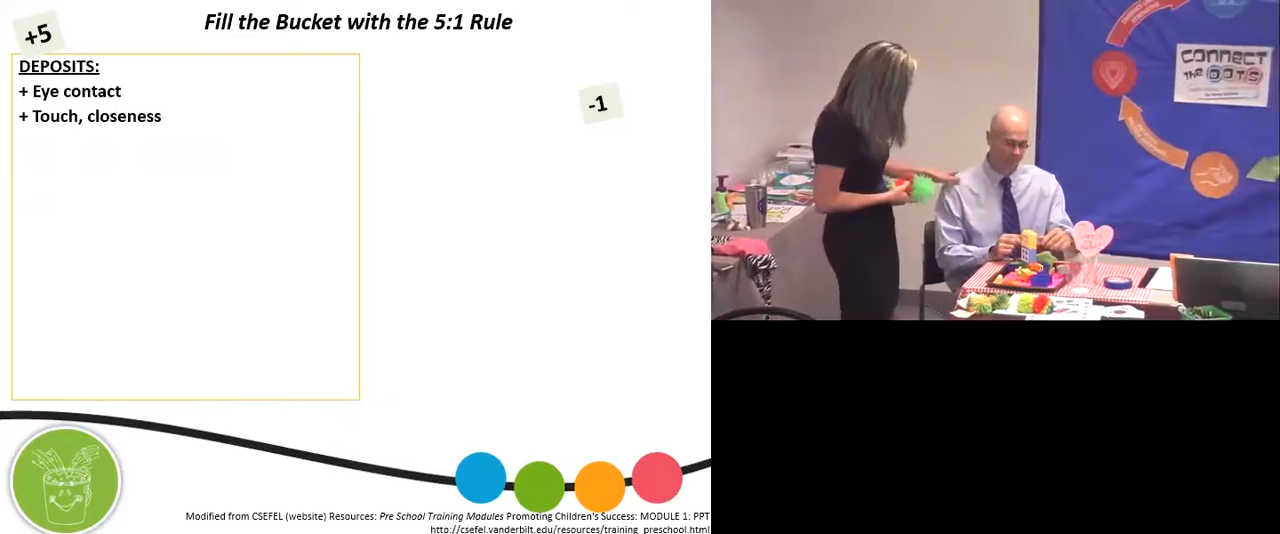 +5
Fill the Bucket with the 5:1 Rule
DEPOSITS:
+ Eye contact
+ Touch, closeness
-1
CONNECT
THE DOTS
Modified from CSEFEL (website) Resources: Pre School Training Modules Promoting Children's Success: MODULE 1: PPT
http://csefel.vanderbilt.edu/resources/training_preschool.html